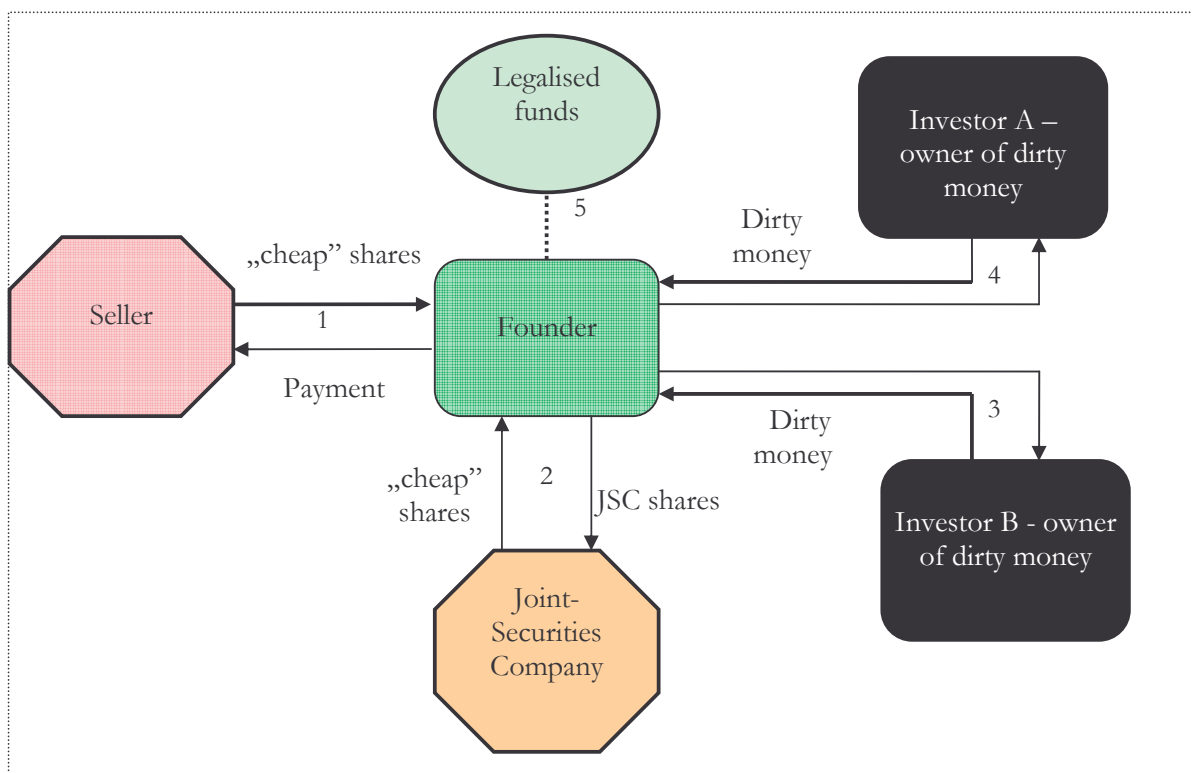 Legalised
funds
5
Investor A –
owner of dirty
money
Dirty
money
4
„cheap” shares
1
Seller
Payment
Founder
3
Dirty
money
„cheap”
shares
2
JSC shares
Investor B - owner
of dirty money
Joint-
Securities
Company